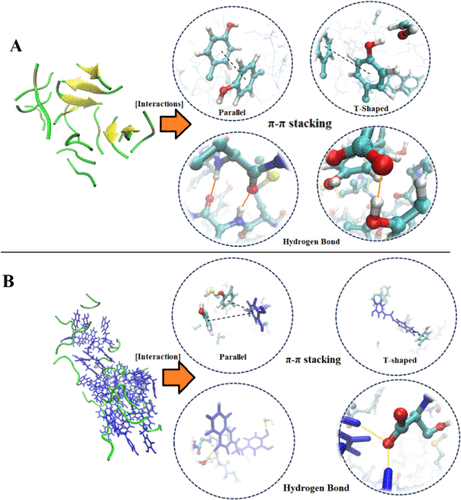 A
[Interactions]
Parallel
T-Shaped
π-π stacking
Hydrogen Bond
B
[Interaction]
Parallel
π-π stacking
T-shaped
Hydrogen Bond